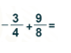 -3/4 + 9/8 =